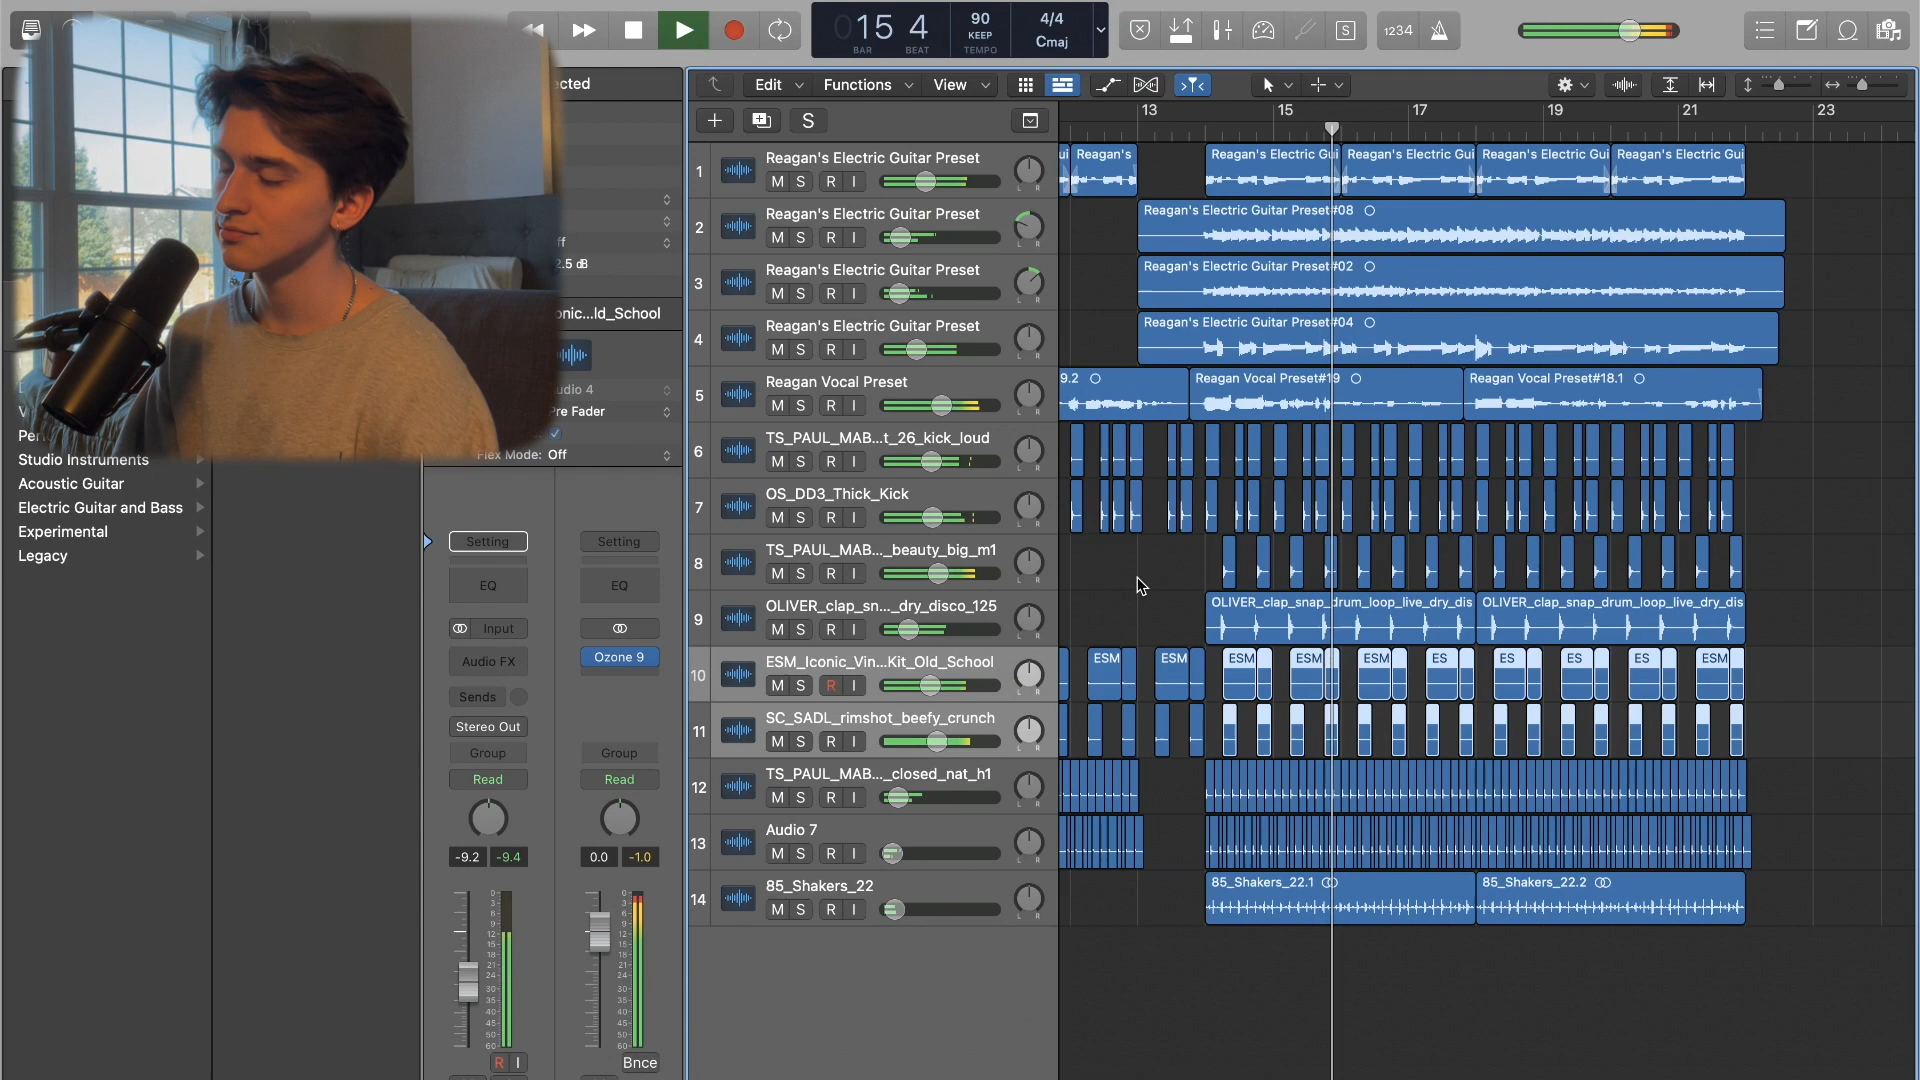 15 4
BAR BEAT
90
KEEP
TEMPO
4/4
Cmaj
S
1234
Edit
Functions
View
S
13
15
17
19
21
23
ected
2.5 dB
onic...ld_School
udio 4
Pre Fader
Flex Mode: Off
Studio Instruments
Acoustic Guitar
Electric Guitar and Bass
Experimental
Legacy
Setting
EQ
Input
Audio FX
Sends
Stereo Out
Group
Read
-9.2 -9.4
R I
Setting
EQ
Ozone 9
Group
Read
0.0 -1.0
Bnce
1
Reagan's Electric Guitar Preset
M S R I
2
Reagan's Electric Guitar Preset
M S R I
3
Reagan's Electric Guitar Preset
M S R I
4
Reagan's Electric Guitar Preset
M S R I
5
Reagan Vocal Preset
M S R I
6
TS_PAUL_MAB...t_26_kick_loud
M S R I
7
OS_DD3_Thick_Kick
M S R I
8
TS_PAUL_MAB..._beauty_big_m1
M S R I
9
OLIVER_clap_sn..._dry_disco_125
M S R I
10
ESM_Iconic_Vin...Kit_Old_School
M S R I
11
SC_SADL_rimshot_beefy_crunch
M S R I
12
TS_PAUL_MAB..._closed_nat_h1
M S R I
13
Audio 7
M S R I
14
85_Shakers_22
M S R I
Reagan's
Reagan's Electric Gui
Reagan's Electric Gui
Reagan's Electric Gui
Reagan's Electric Gui
Reagan's Electric Guitar Preset#08
Reagan's Electric Guitar Preset#02
Reagan's Electric Guitar Preset#04
9.2
Reagan Vocal Preset#19
Reagan Vocal Preset#18.1
OLIVER_clap_snap_drum_loop_live_dry_dis
OLIVER_clap_snap_drum_loop_live_dry_dis
ESM
ESM
ESM
ESM
ESM
ES
ES
ES
ES
ESM
85_Shakers_22.1
85_Shakers_22.2